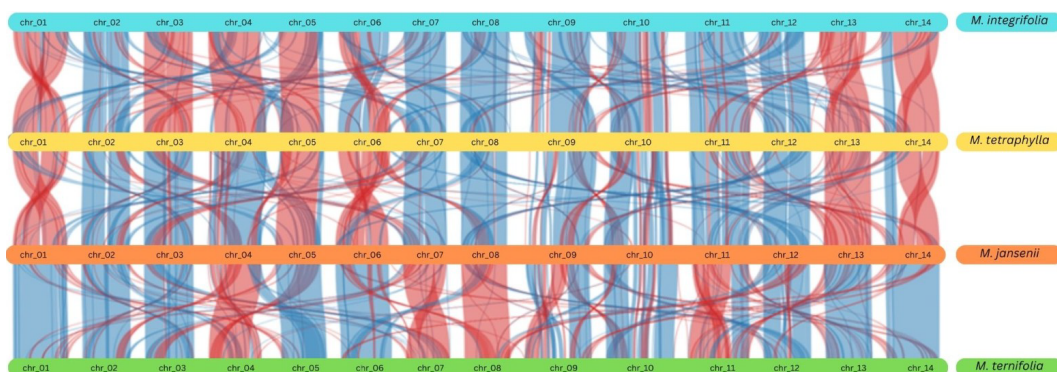 chr_01 chr_02 chr_03 chr_04 chr_05 chr_06 chr_07 chr_08 chr_09 chr_10 chr_11 chr_12 chr_13 chr_14 M. integrifolia
chr_01 chr_02 chr_03 chr_04 chr_05 chr_06 chr_07 chr_08 chr_09 chr_10 chr_11 chr_12 chr_13 chr_14 M. tetraphylla
chr_01 chr_02 chr_03 chr_04 chr_05 chr_06 chr_07 chr_08 chr_09 chr_10 chr_11 chr_12 chr_13 chr_14 M. jansenii
chr_01 chr_02 chr_03 chr_04 chr_05 chr_06 chr_07 chr_08 chr_09 chr_10 chr_11 chr_12 chr_13 chr_14 M. ternifolia